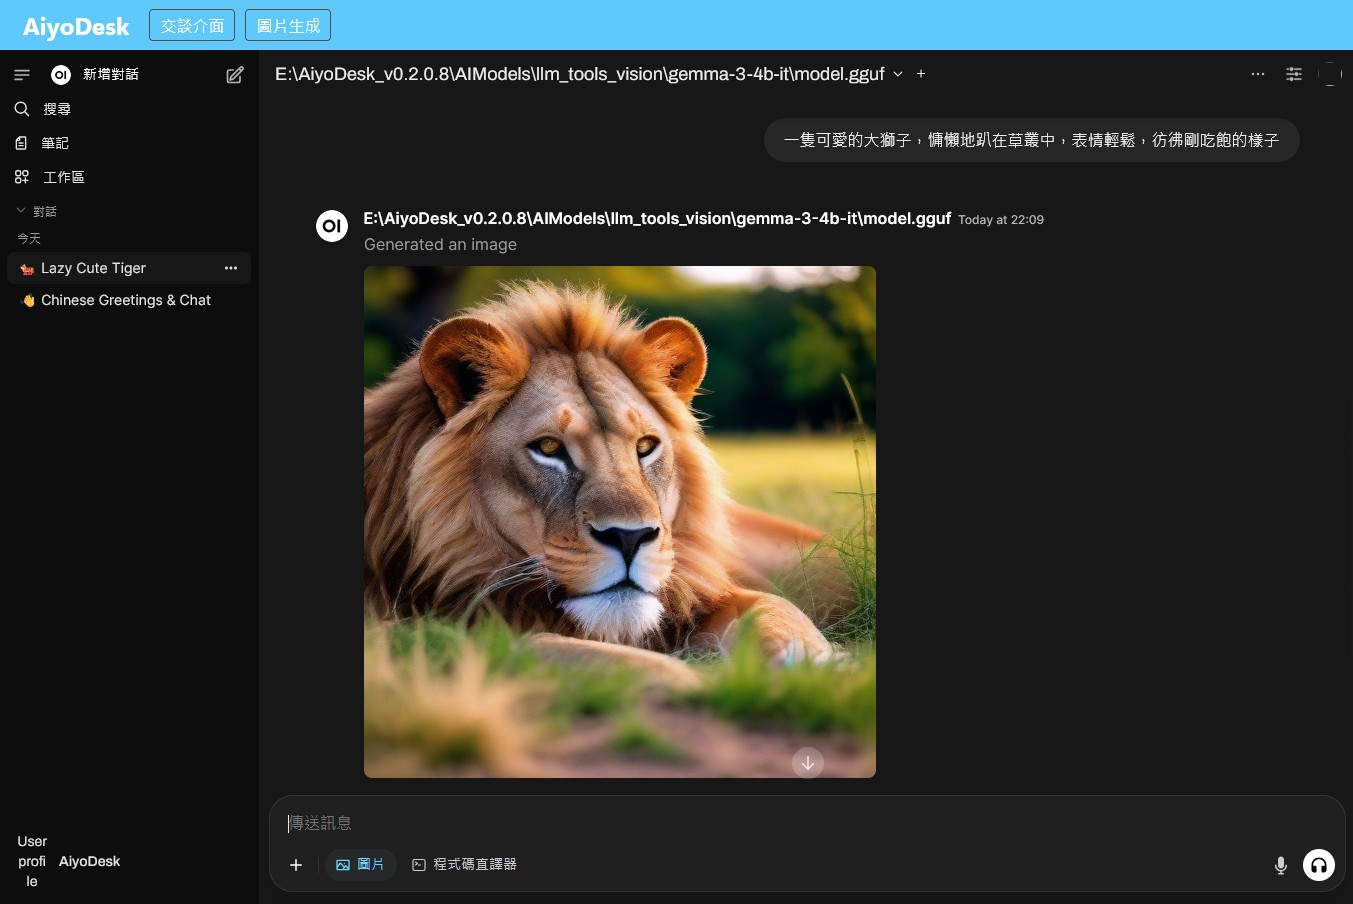 AiyoDesk
交談介面
圖片生成
OI
新增對話
搜尋
筆記
工作區
對話
今天
Lazy Cute Tiger
Chinese Greetings & Chat
User
profi
le
AiyoDesk
E:\AiyoDesk_v0.2.0.8\AIModels\llm_tools_vision\gemma-3-4b-it\model.gguf
一隻可愛的大獅子，慵懶地趴在草叢中，表情輕鬆，彷彿剛吃飽的樣子
OI
E:\AiyoDesk_v0.2.0.8\AIModels\llm_tools_vision\gemma-3-4b-it\model.gguf Today at 22:09
Generated an image
傳送訊息
圖片
程式碼直譯器